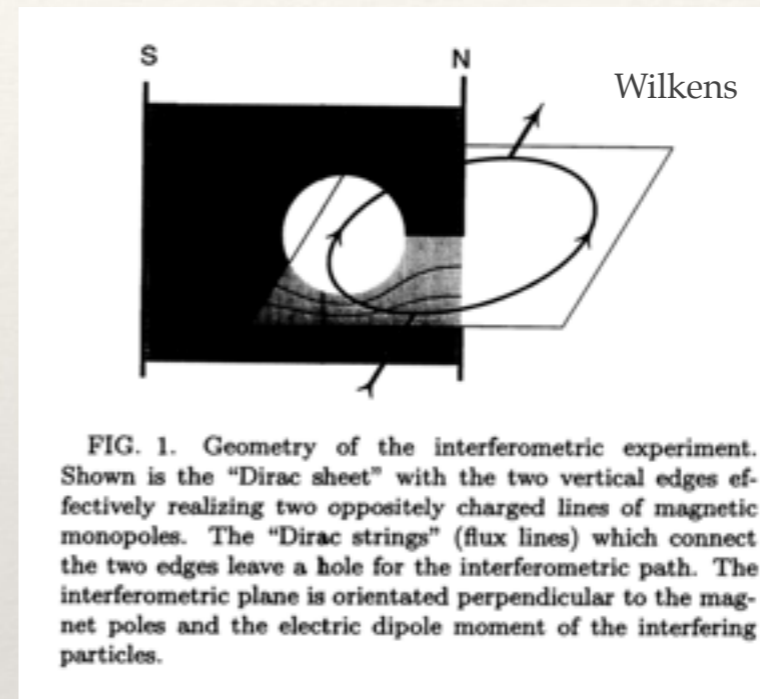 S
N
Wilkens
FIG. 1. Geometry of the interferometric experiment.
Shown is the "Dirac sheet" with the two vertical edges ef-
fectively realizing two oppositely charged lines of magnetic
monopoles. The "Dirac strings" (flux lines) which connect
the two edges leave a hole for the interferometric path. The
interferometric plane is orientated perpendicular to the mag-
net poles and the electric dipole moment of the interfering
particles.